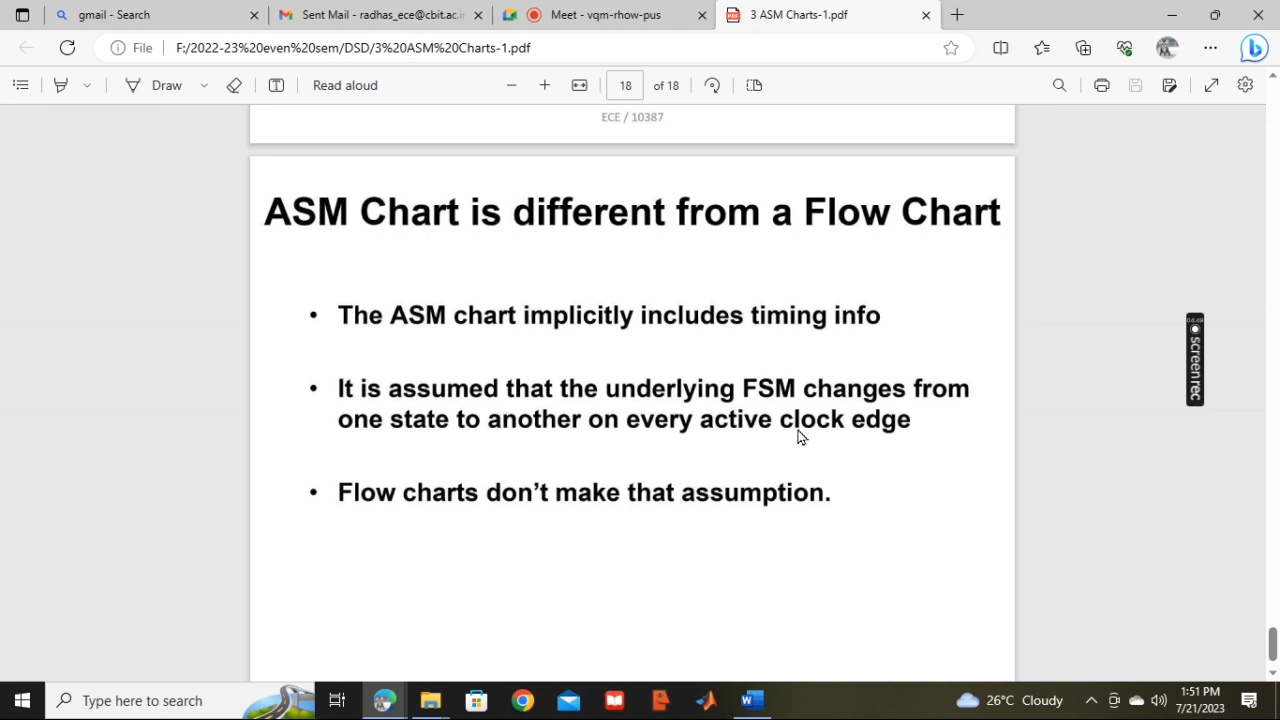 gmail - Search
Sent Mail - radhas_ece@cbit.ac.i
Meet - vqm-rhow-pus
3 ASM Charts-1.pdf
File
F:/2022-23%20even%20sem/DSD/3%20ASM%20Charts-1.pdf
Draw
Read aloud
18
of 18
ECE / 10387
ASM Chart is different from a Flow Chart
• The ASM chart implicitly includes timing info
• It is assumed that the underlying FSM changes from
one state to another on every active clock edge
• Flow charts don’t make that assumption.
04:49
screenrec
Type here to search
26°C Cloudy
1:51 PM
7/21/2023